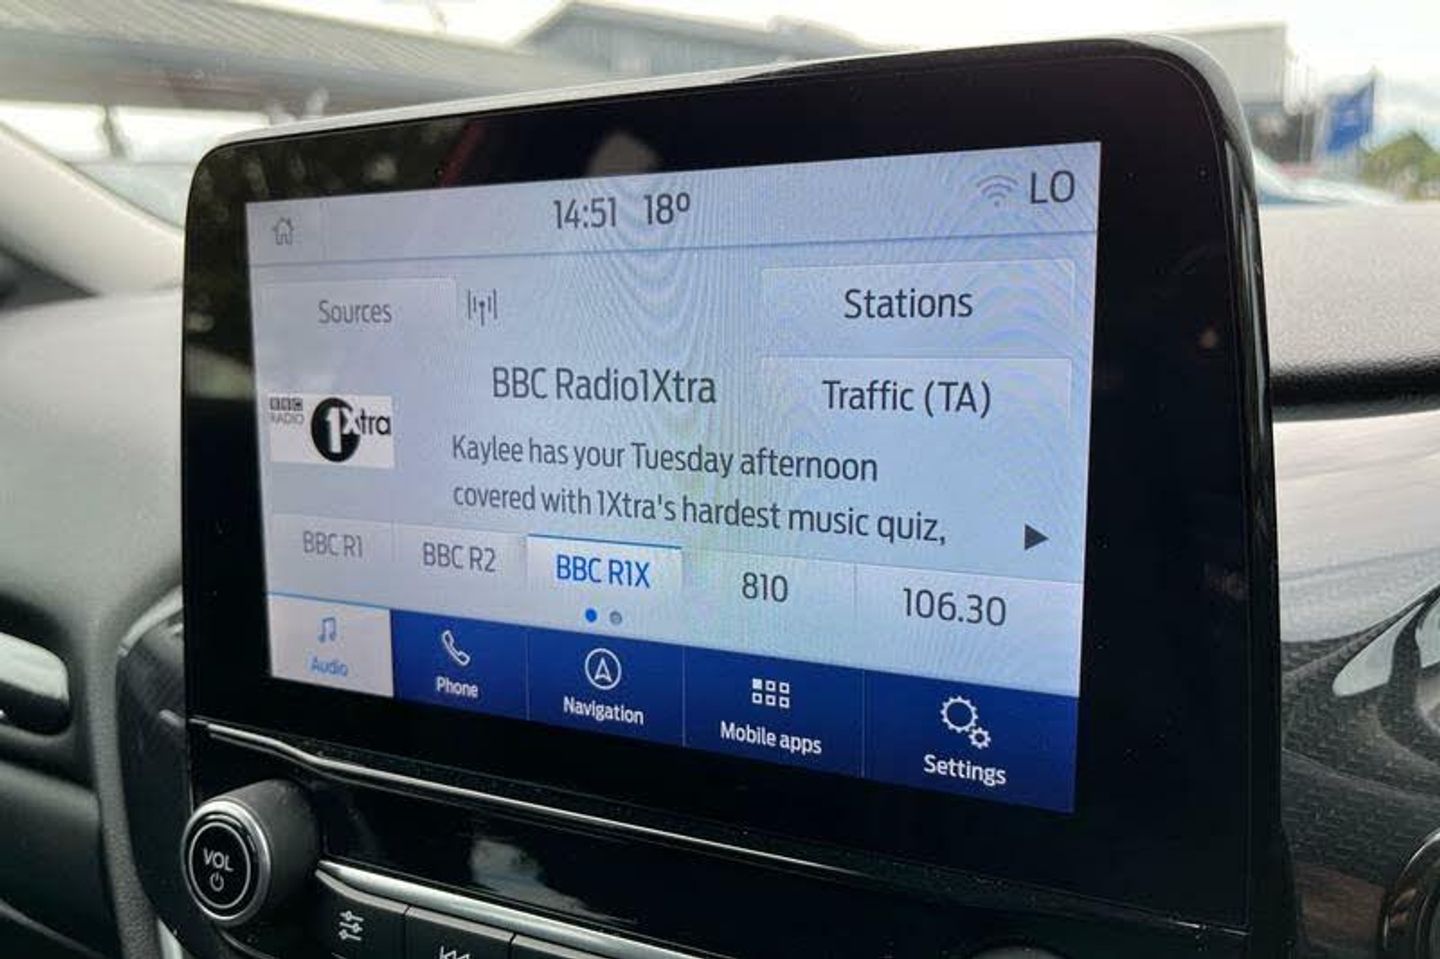 14:51 18º
LO
Sources
Stations
BBC Radio1Xtra
Traffic (TA)
BBC
RADIO
1Xtra
Kaylee has your Tuesday afternoon
covered with 1Xtra's hardest music quiz,
BBC R1
BBC R2
BBC R1X
810
106.30
Audio
Phone
Navigation
Mobile apps
Settings
VOL